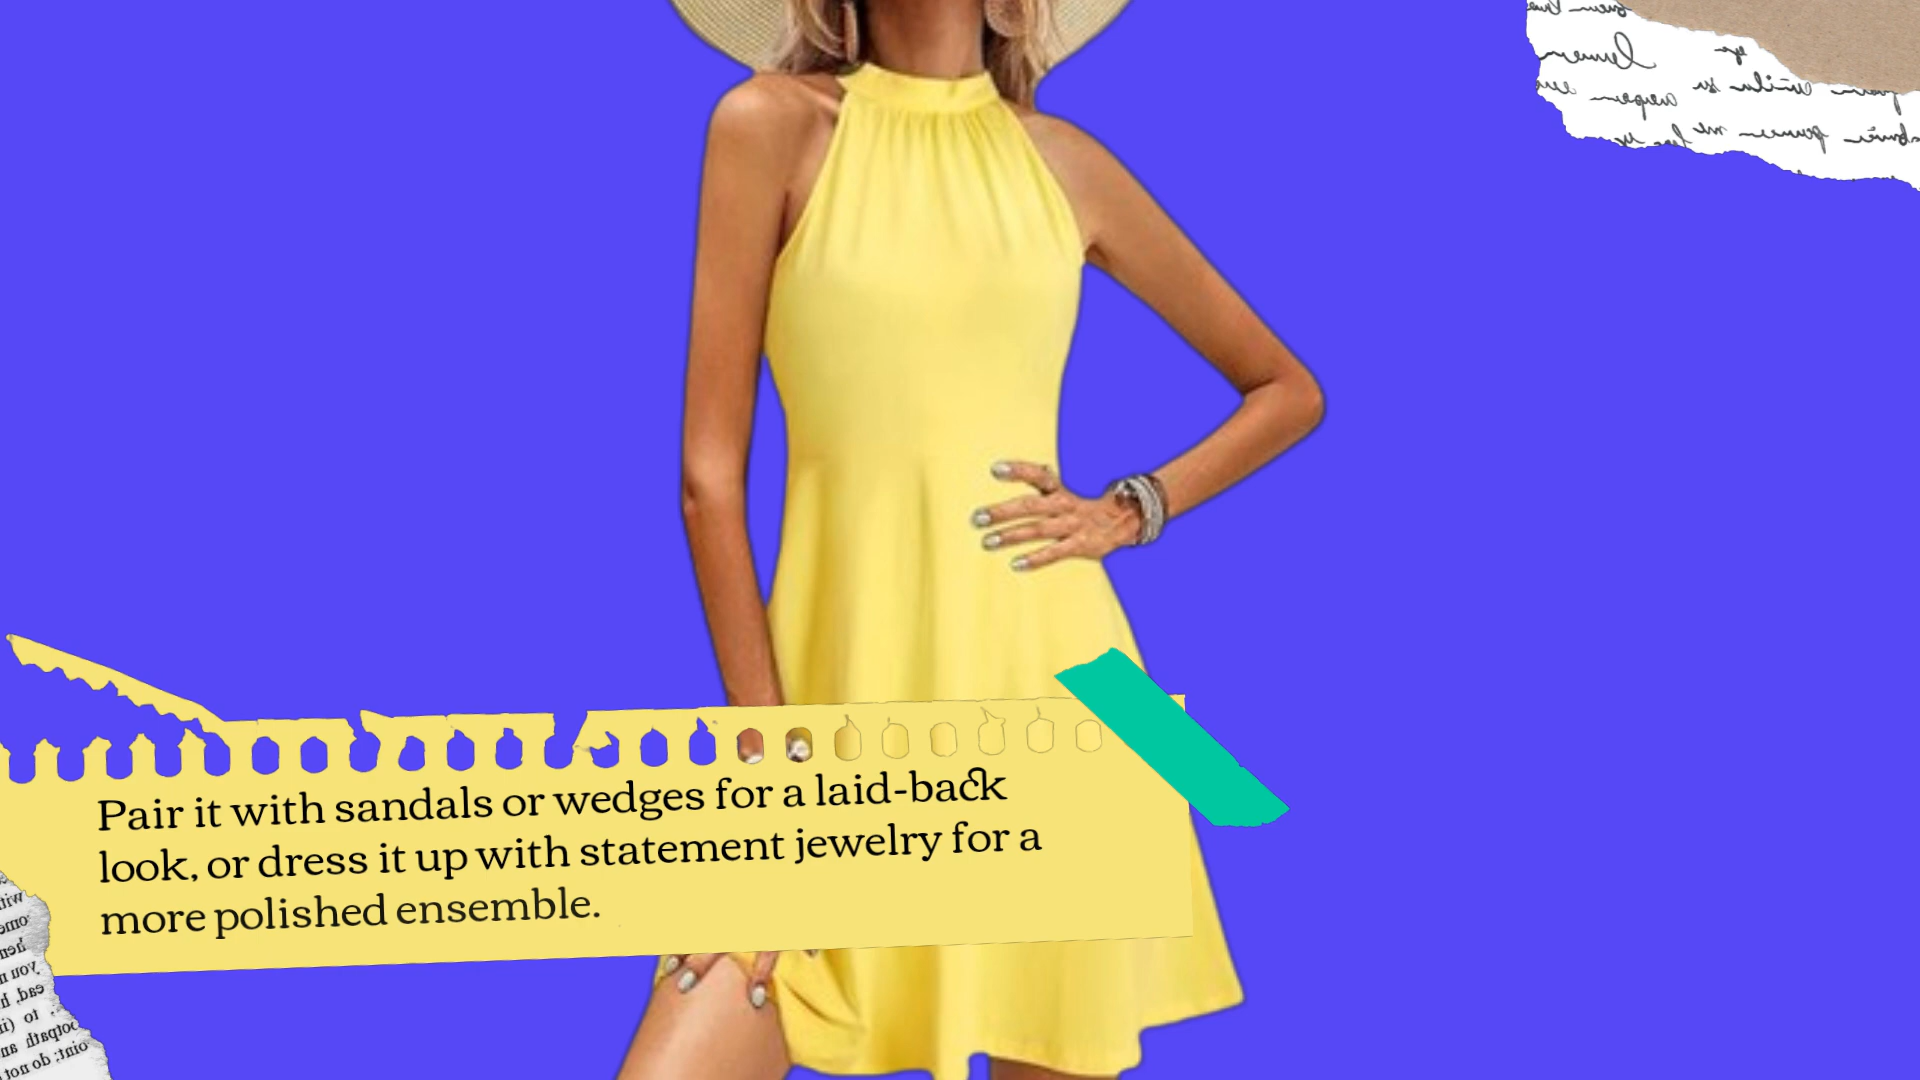 Pair it with sandals or wedges for a laid-back
look, or dress it up with statement jewelry for a
more polished ensemble.